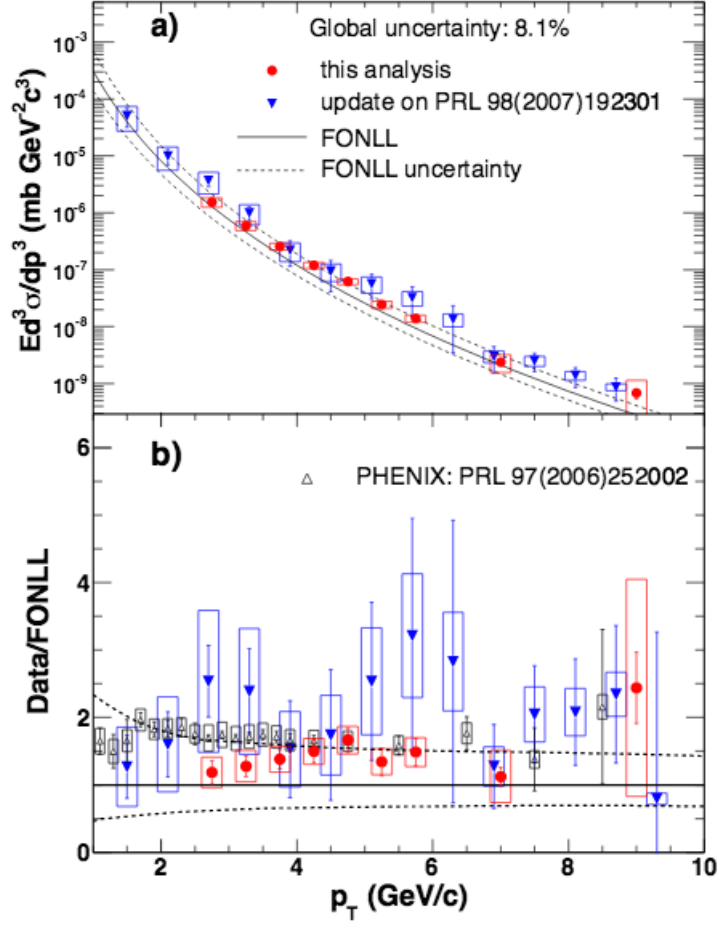 a)
Global uncertainty: 8.1%
this analysis
update on PRL 98(2007)192301
FONLL
FONLL uncertainty
Ed³σ/dp³ (mb GeV⁻²c³)
10⁻³
10⁻⁴
10⁻⁵
10⁻⁶
10⁻⁷
10⁻⁸
10⁻⁹
b)
PHENIX: PRL 97(2006)252002
Data/FONLL
6
4
2
0
2 4 6 8 10
p_T (GeV/c)